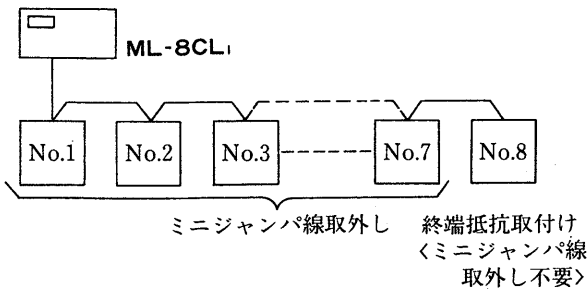 ML-8CL₁
No.1
No.2
No.3
No.7
No.8
ミニジャンパ線取外し
終端抵抗取付け
<ミニジャンパ線
取外し不要>